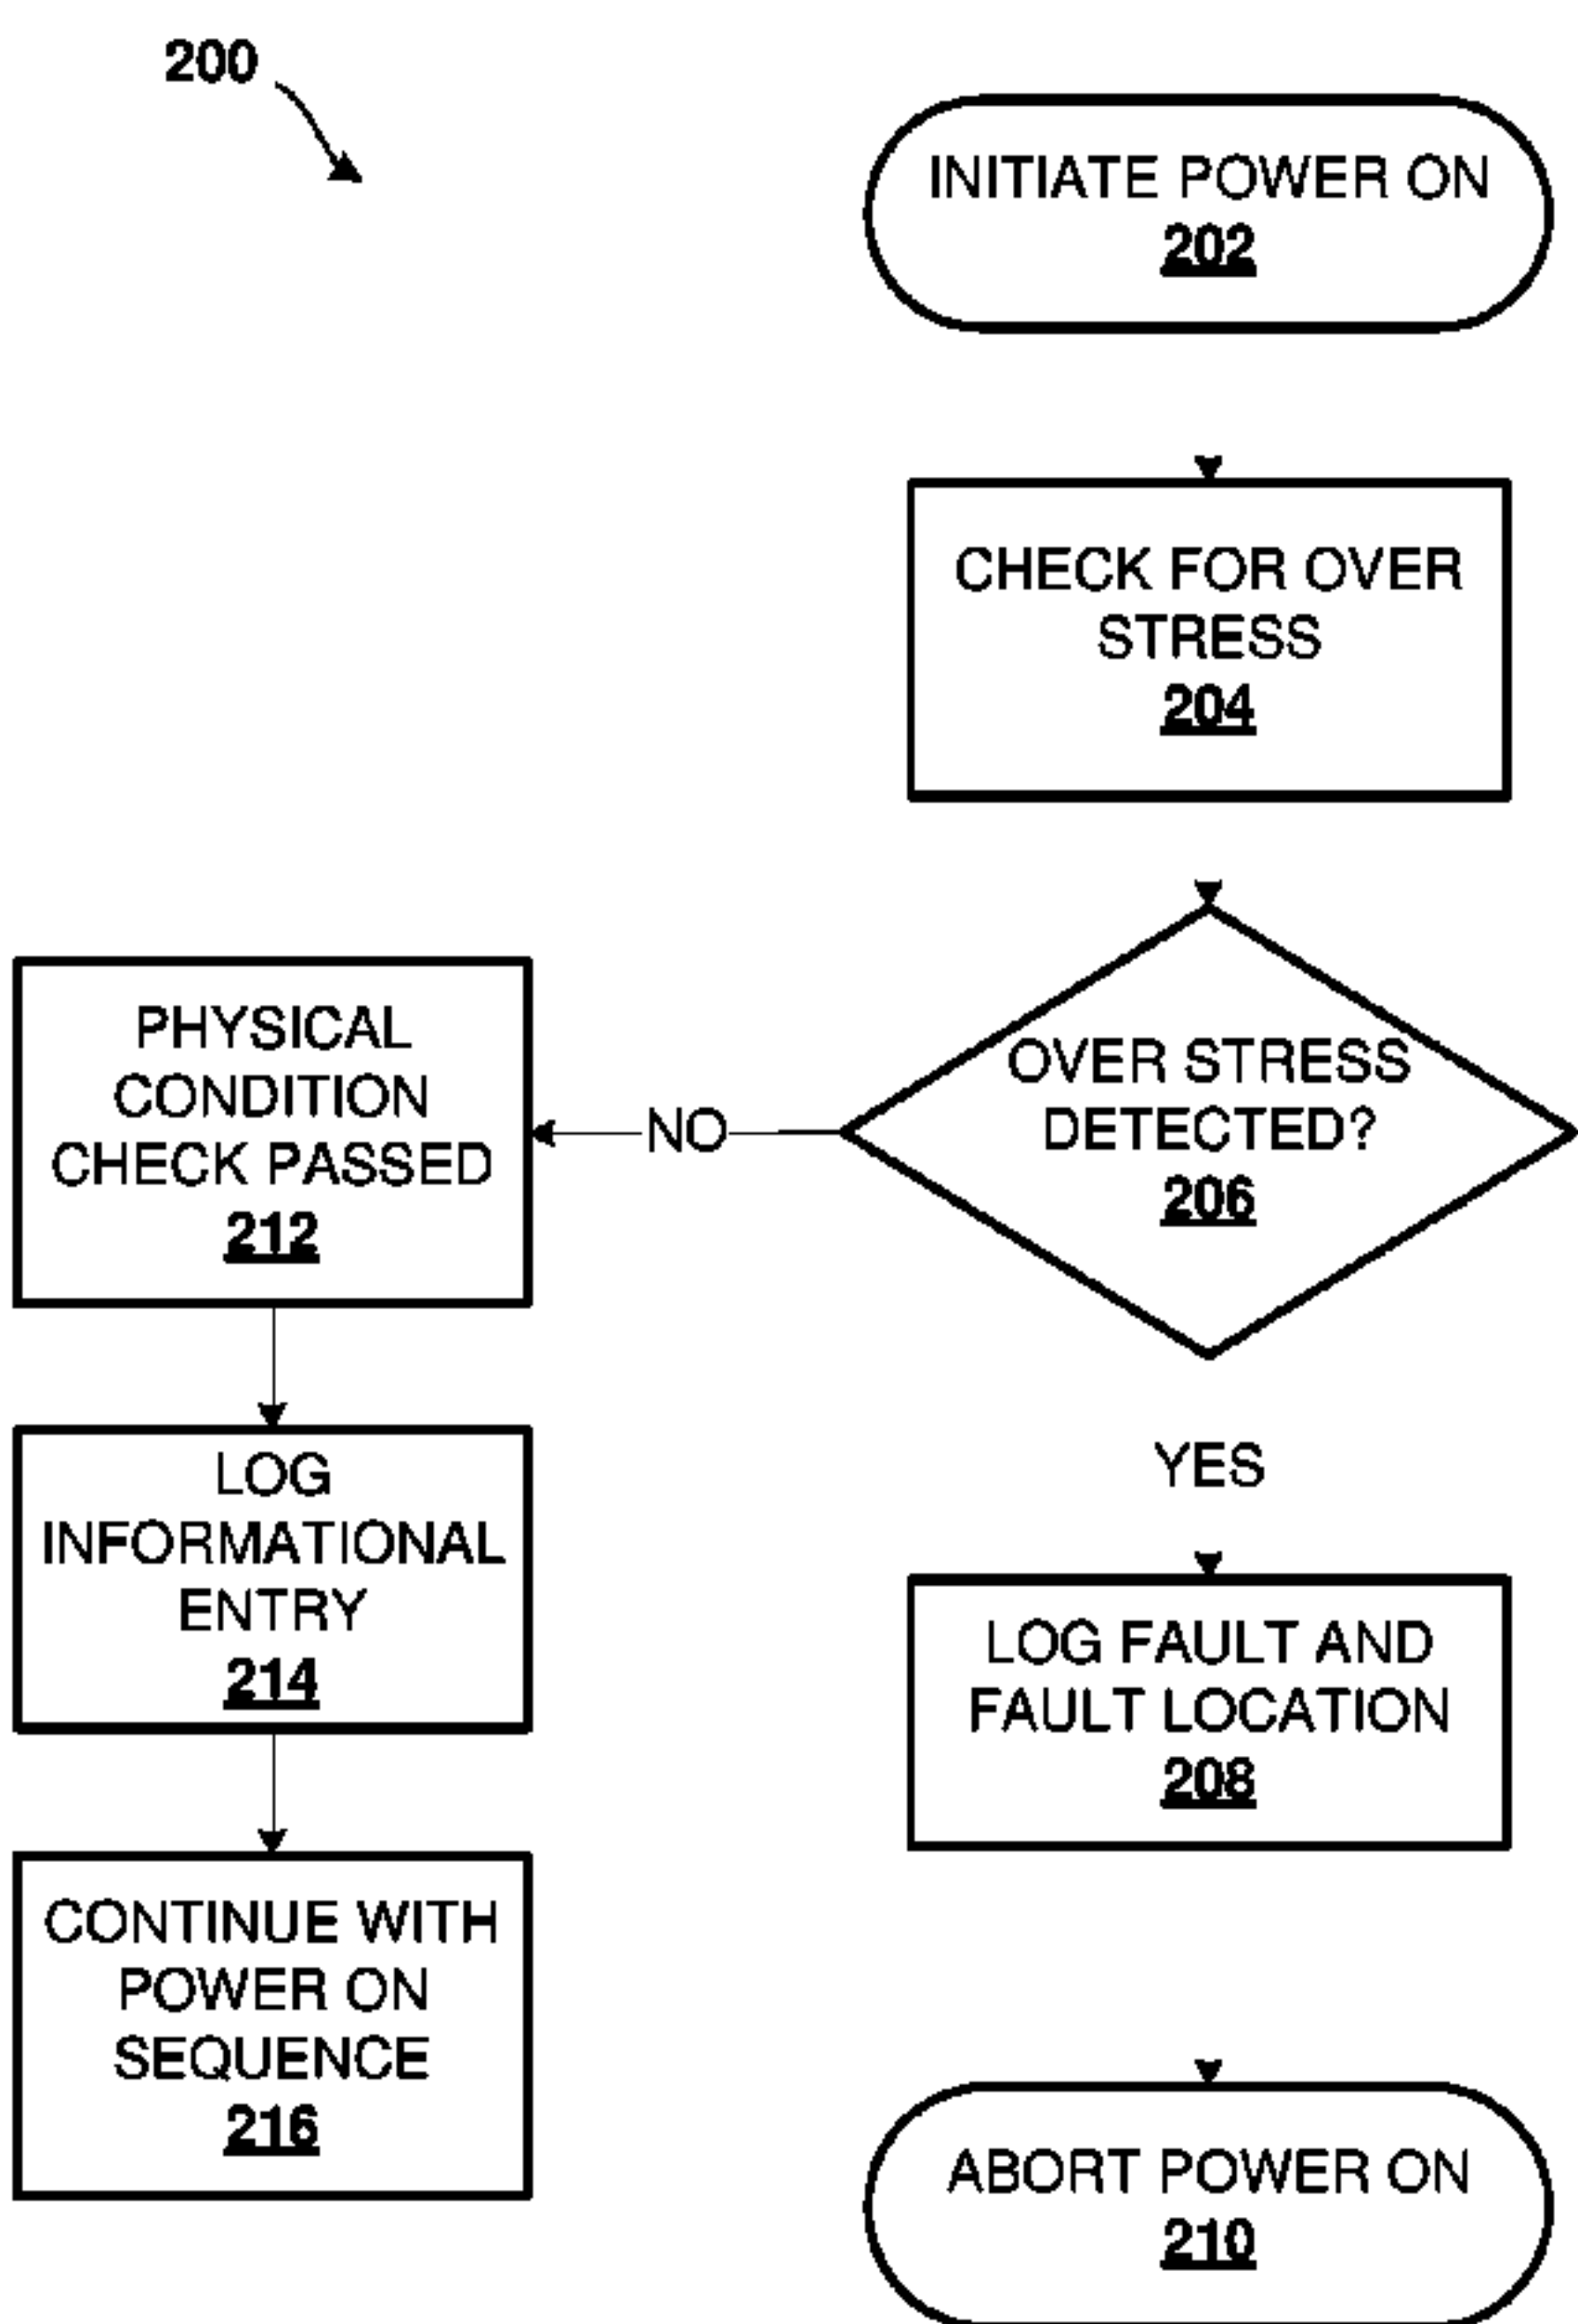 200
INITIATE POWER ON
202
CHECK FOR OVER
STRESS
204
OVER STRESS
DETECTED?
206
NO
PHYSICAL
CONDITION
CHECK PASSED
212
YES
LOG
INFORMATIONAL
ENTRY
214
LOG FAULT AND
FAULT LOCATION
208
CONTINUE WITH
POWER ON
SEQUENCE
216
ABORT POWER ON
210